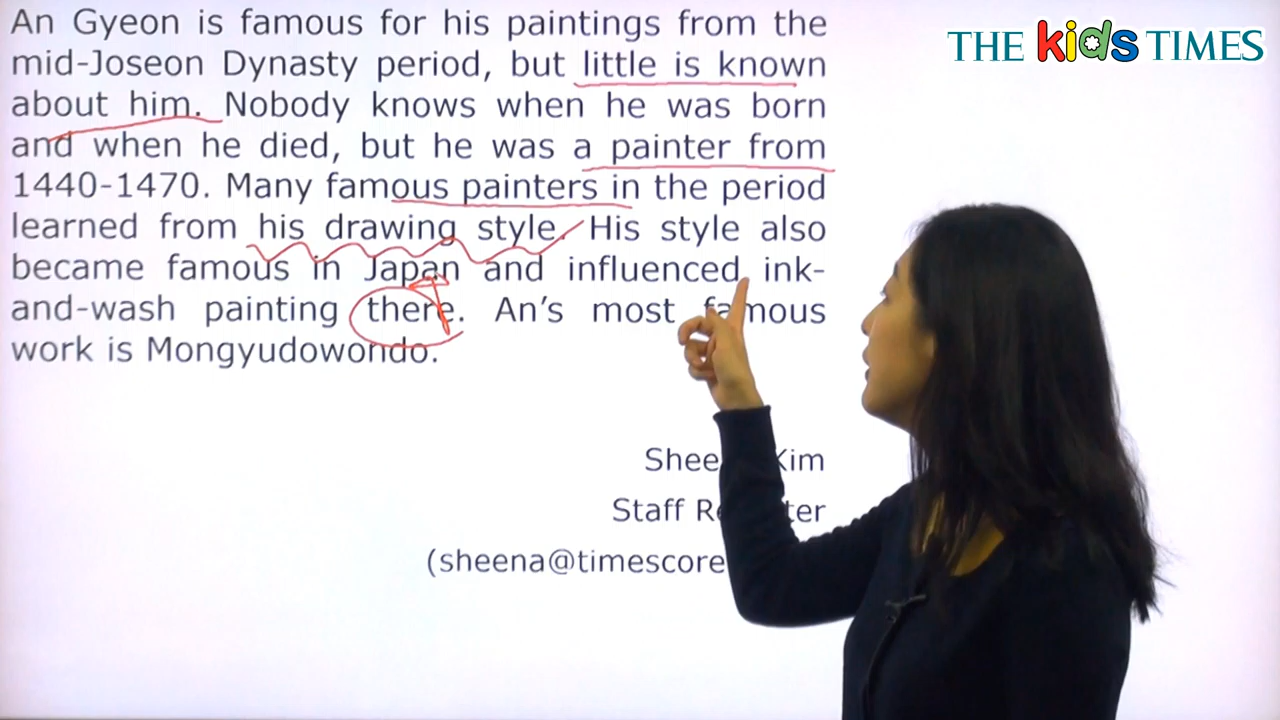 An Gyeon is famous for his paintings from the
mid-Joseon Dynasty period, but little is known
about him. Nobody knows when he was born
and when he died, but he was a painter from
1440-1470. Many famous painters in the period
learned from his drawing style. His style also
became famous in Japan and influenced ink-
and-wash painting there. An's most famous
work is Mongyudowondo.
THE kids TIMES
Kim
Staff
(sheena@timescore